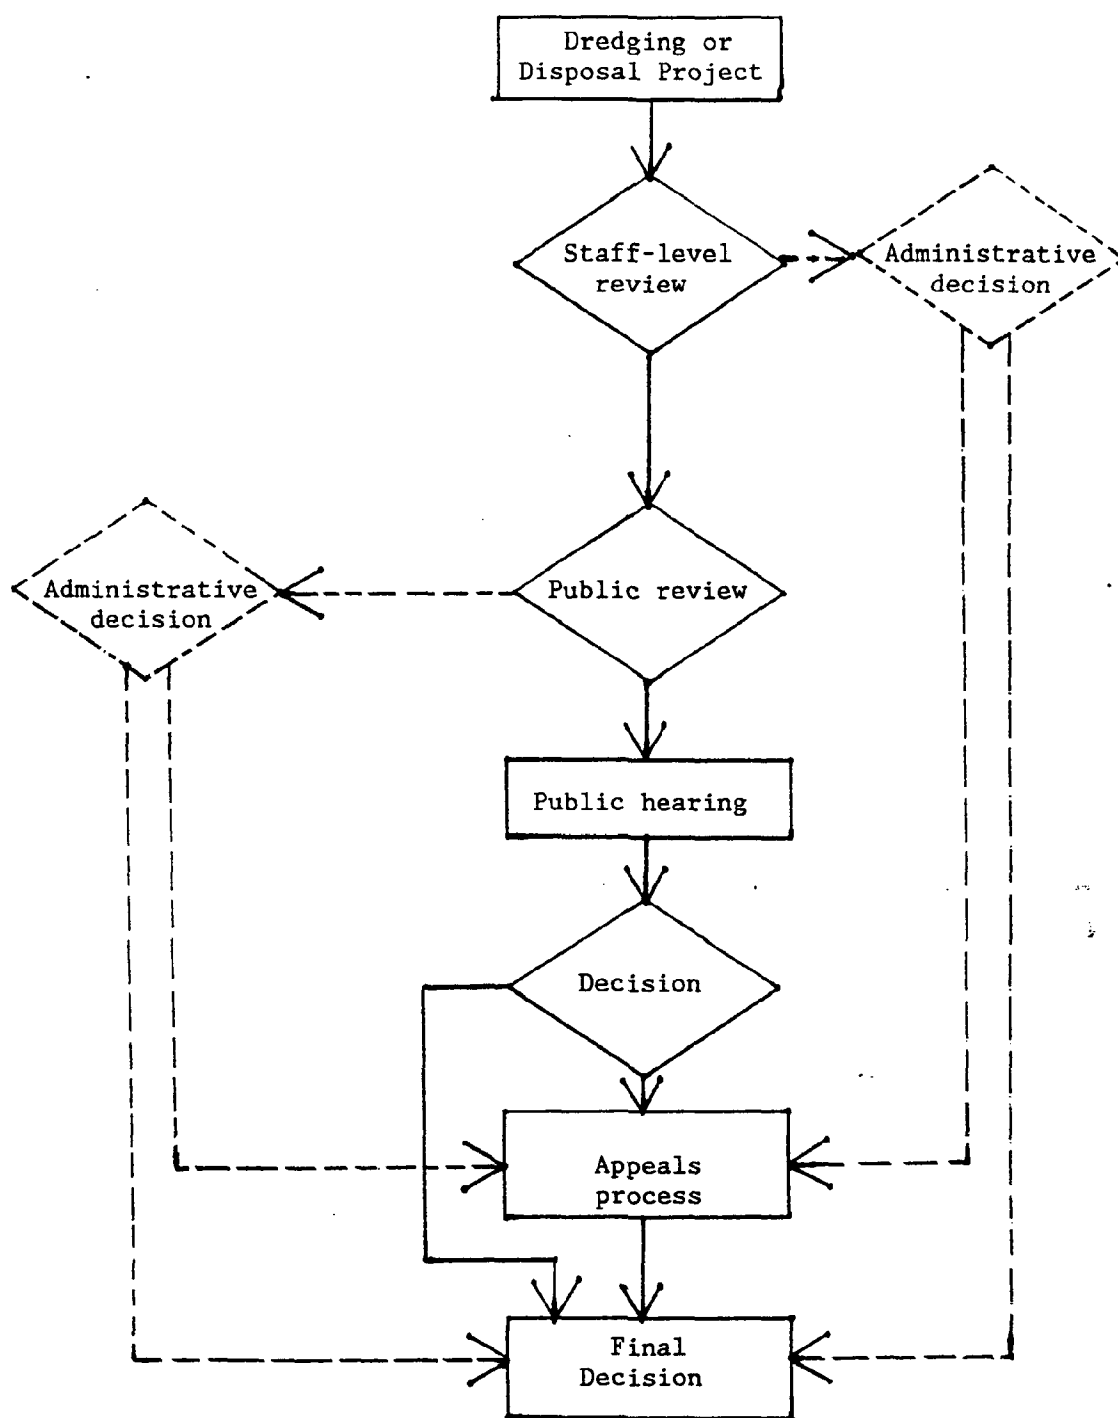 Dredging or
Disposal Project
Staff-level
review
Administrative
decision
Administrative
decision
Public review
Public hearing
Decision
Appeals
process
Final
Decision